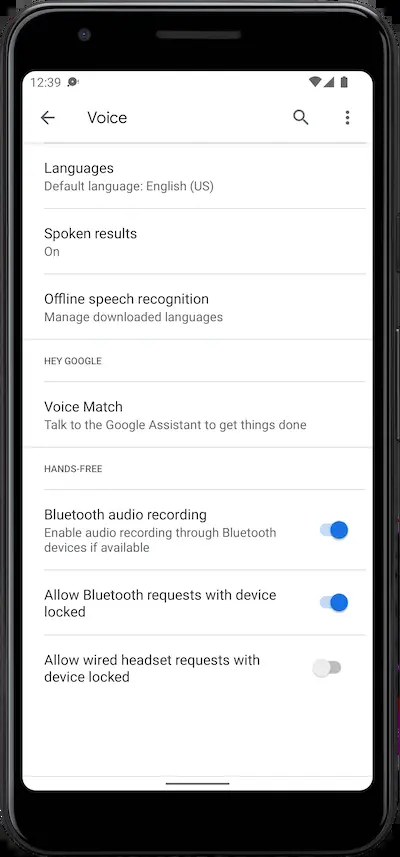 12:39
Voice
Languages
Default language: English (US)
Spoken results
On
Offline speech recognition
Manage downloaded languages
HEY GOOGLE
Voice Match
Talk to the Google Assistant to get things done
HANDS-FREE
Bluetooth audio recording
Enable audio recording through Bluetooth
devices if available
Allow Bluetooth requests with device
locked
Allow wired headset requests with
device locked